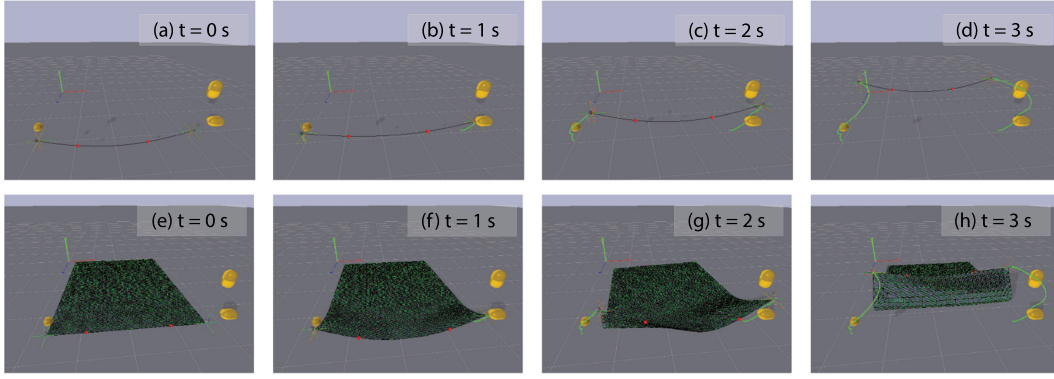 (a) t = 0 s
(b) t = 1 s
(c) t = 2 s
(d) t = 3 s
(e) t = 0 s
(f) t = 1 s
(g) t = 2 s
(h) t = 3 s